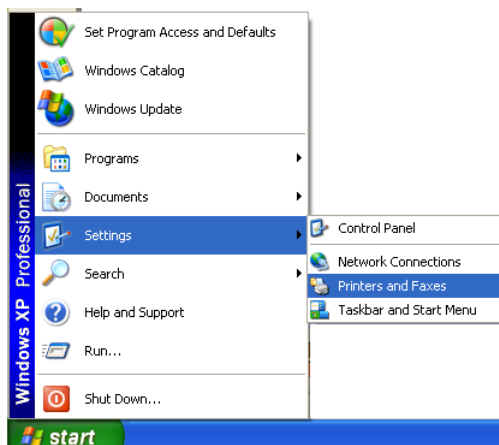 Set Program Access and Defaults
Windows Catalog
Windows Update
Programs
Documents
Settings
Search
Help and Support
Run...
Shut Down...
Control Panel
Network Connections
Printers and Faxes
Taskbar and Start Menu
Windows XP Professional
start